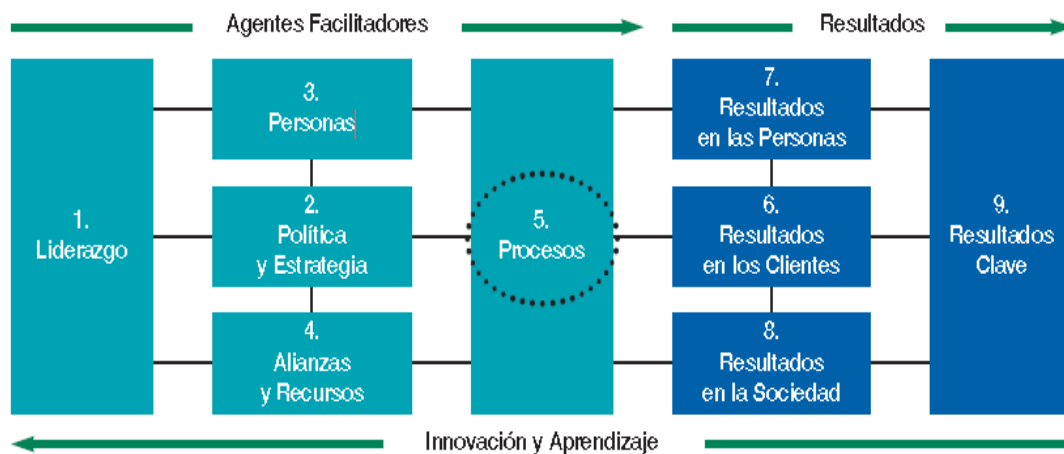 Agentes Facilitadores
Resultados
1.
Liderazgo
3.
Personas
2.
Política
y Estrategia
4.
Alianzas
y Recursos
5.
Procesos
7.
Resultados
en las Personas
6.
Resultados
en los Clientes
8.
Resultados
en la Sociedad
9.
Resultados
Clave
Innovación y Aprendizaje